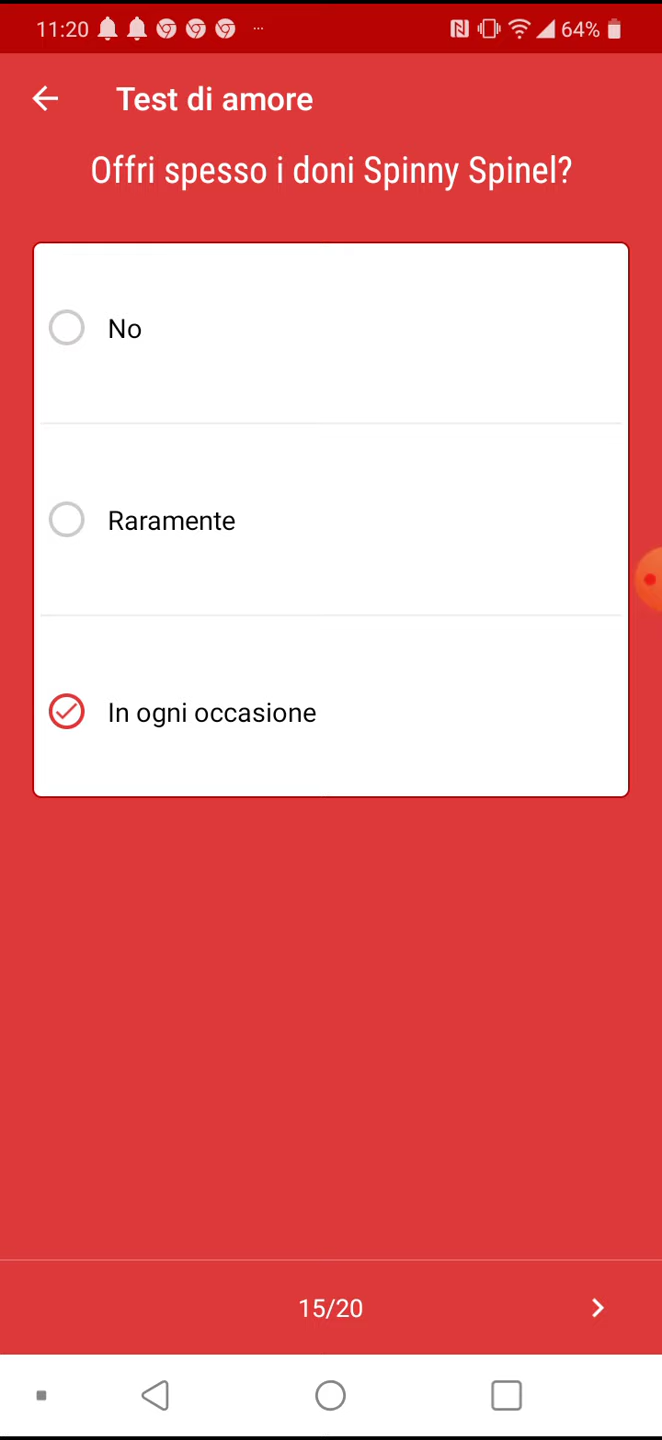 11:20 64%
Test di amore
Offri spesso i doni Spinny Spinel?
No
Raramente
In ogni occasione
15/20